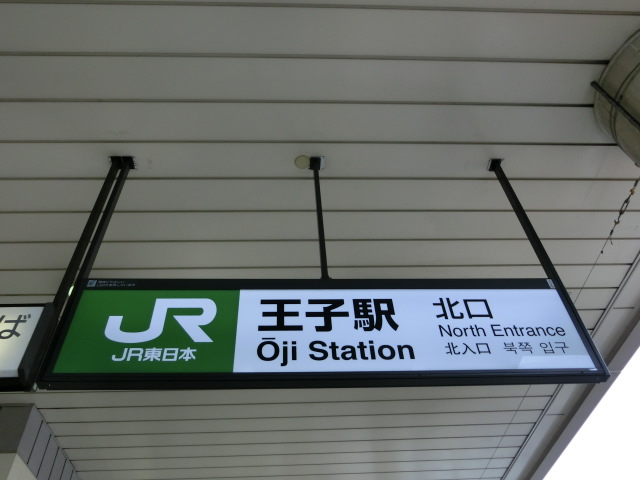 ば
JR
JR東日本
王子駅
Ōji Station
北口
North Entrance
北入口 북쪽 입구